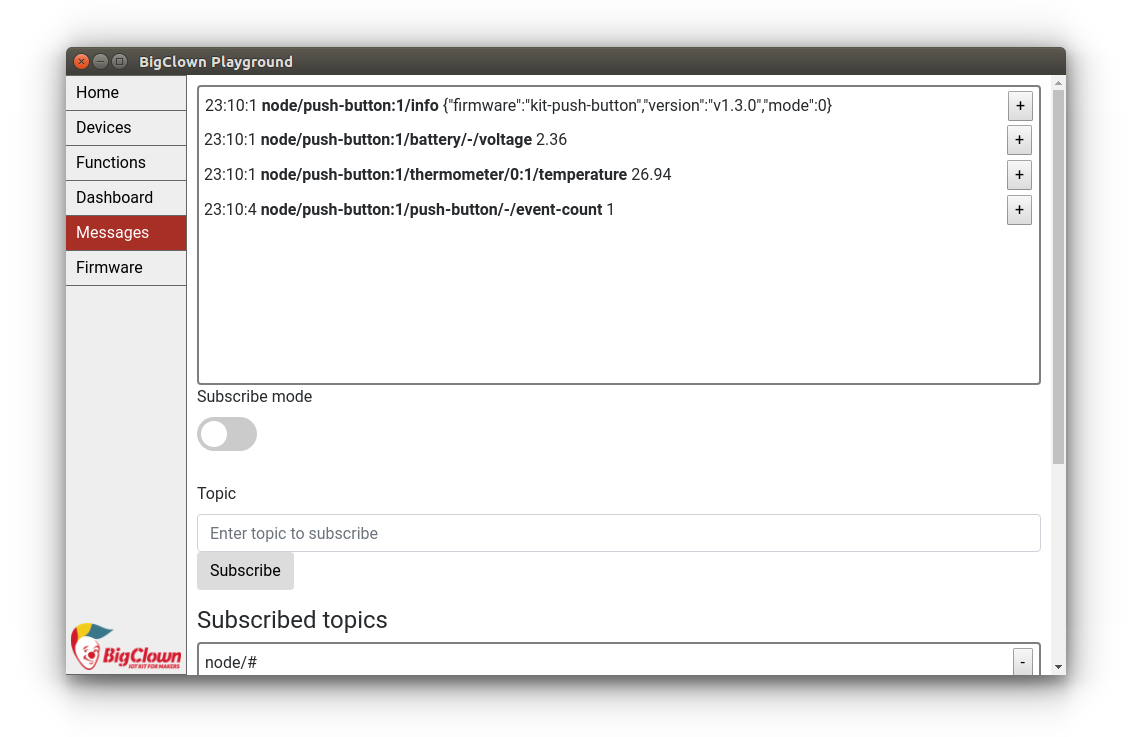 BigClown Playground
Home
Devices
Functions
Dashboard
Messages
Firmware
23:10:1 node/push-button:1/info {"firmware":"kit-push-button","version":"v1.3.0","mode":0} +
23:10:1 node/push-button:1/battery/-/voltage 2.36 +
23:10:1 node/push-button:1/thermometer/0:1/temperature 26.94 +
23:10:4 node/push-button:1/push-button/-/event-count 1 +
Subscribe mode
Topic
Enter topic to subscribe
Subscribe
Subscribed topics
node/# -
BigClown
IOT KIT FOR MAKERS